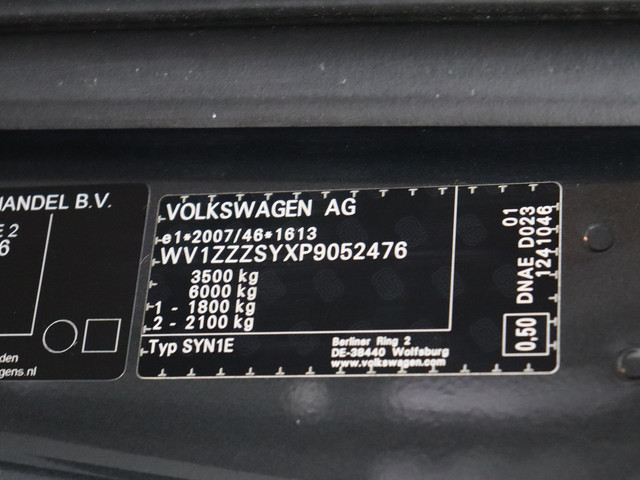 HANDEL B.V.
E 2
6
den
gens.nl
VOLKSWAGEN AG
e1*2007/46*1613
WV1ZZZSYXP9052476
3500 kg
6000 kg
1 - 1800 kg
2 - 2100 kg
Typ SYN1E
Berliner Ring 2
DE-38440 Wolfsburg
www.volkswagen.com
0,50
DNAE D023
01
1241046